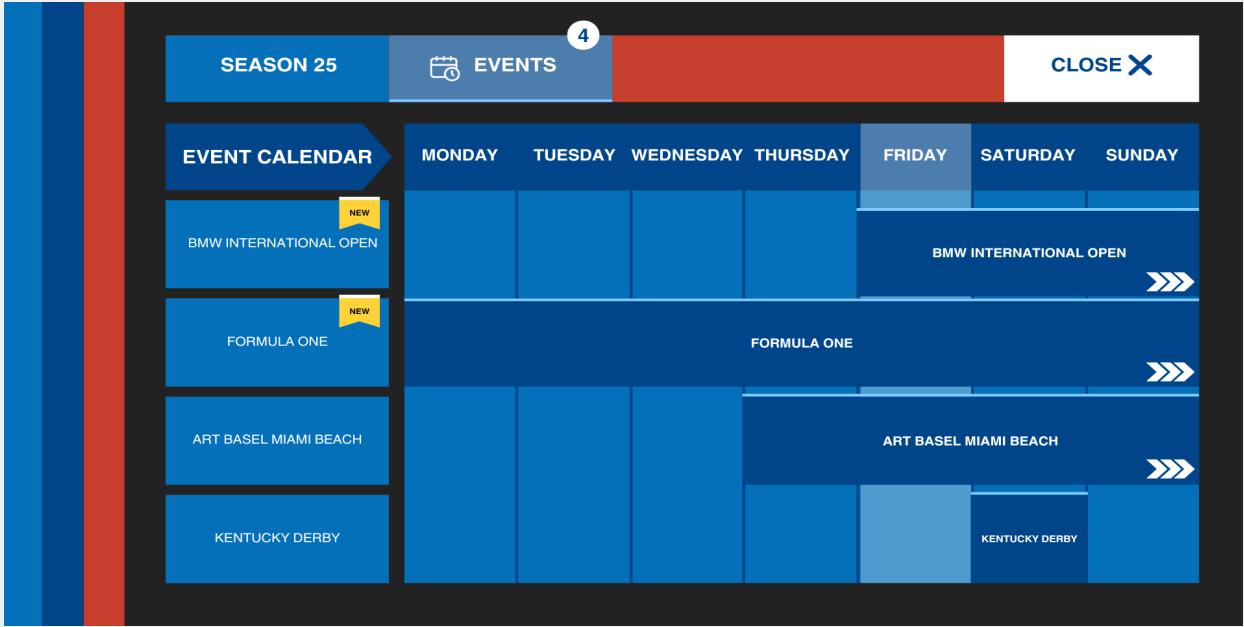 4
SEASON 25
EVENTS
CLOSE
EVENT CALENDAR
MONDAY
TUESDAY
WEDNESDAY
THURSDAY
FRIDAY
SATURDAY
SUNDAY
NEW
BMW INTERNATIONAL OPEN
BMW INTERNATIONAL OPEN
NEW
FORMULA ONE
FORMULA ONE
ART BASEL MIAMI BEACH
ART BASEL MIAMI BEACH
KENTUCKY DERBY
KENTUCKY DERBY